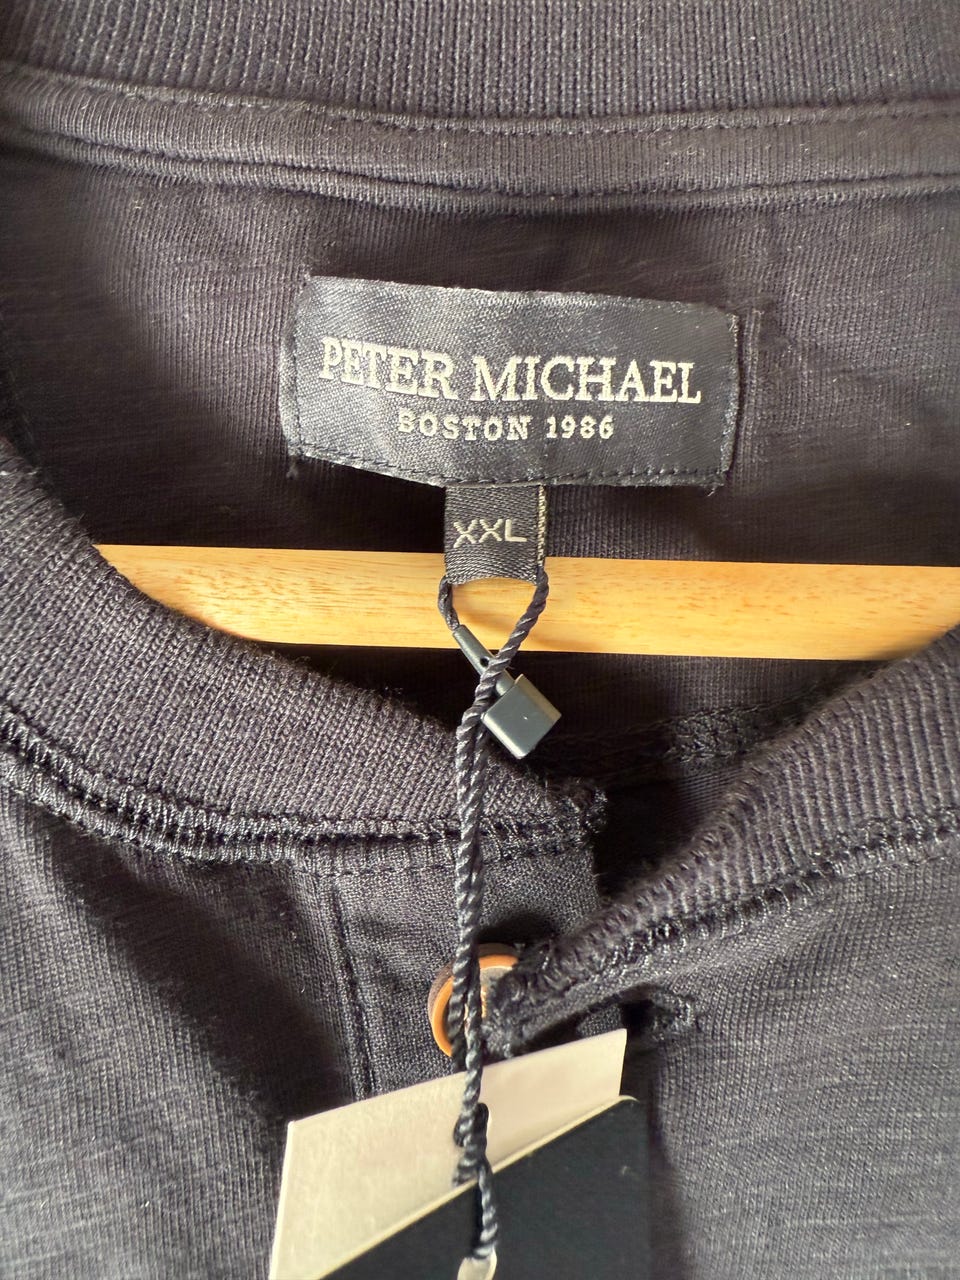 PETER MICHAEL
BOSTON 1986
XXL